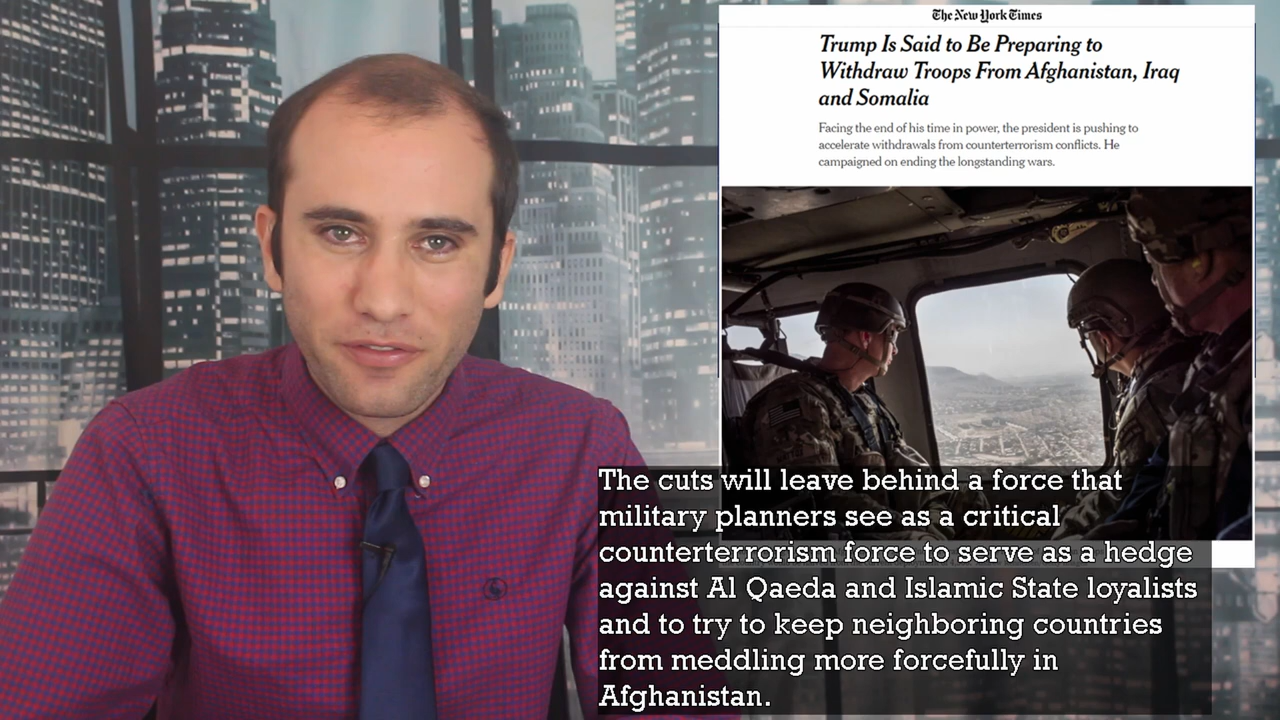 The New York Times
Trump Is Said to Be Preparing to
Withdraw Troops From Afghanistan, Iraq
and Somalia
Facing the end of his time in power, the president is pushing to
accelerate withdrawals from counterterrorism conflicts. He
campaigned on ending the longstanding wars.
The cuts will leave behind a force that
military planners see as a critical
counterterrorism force to serve as a hedge
against Al Qaeda and Islamic State loyalists
and to try to keep neighboring countries
from meddling more forcefully in
Afghanistan.